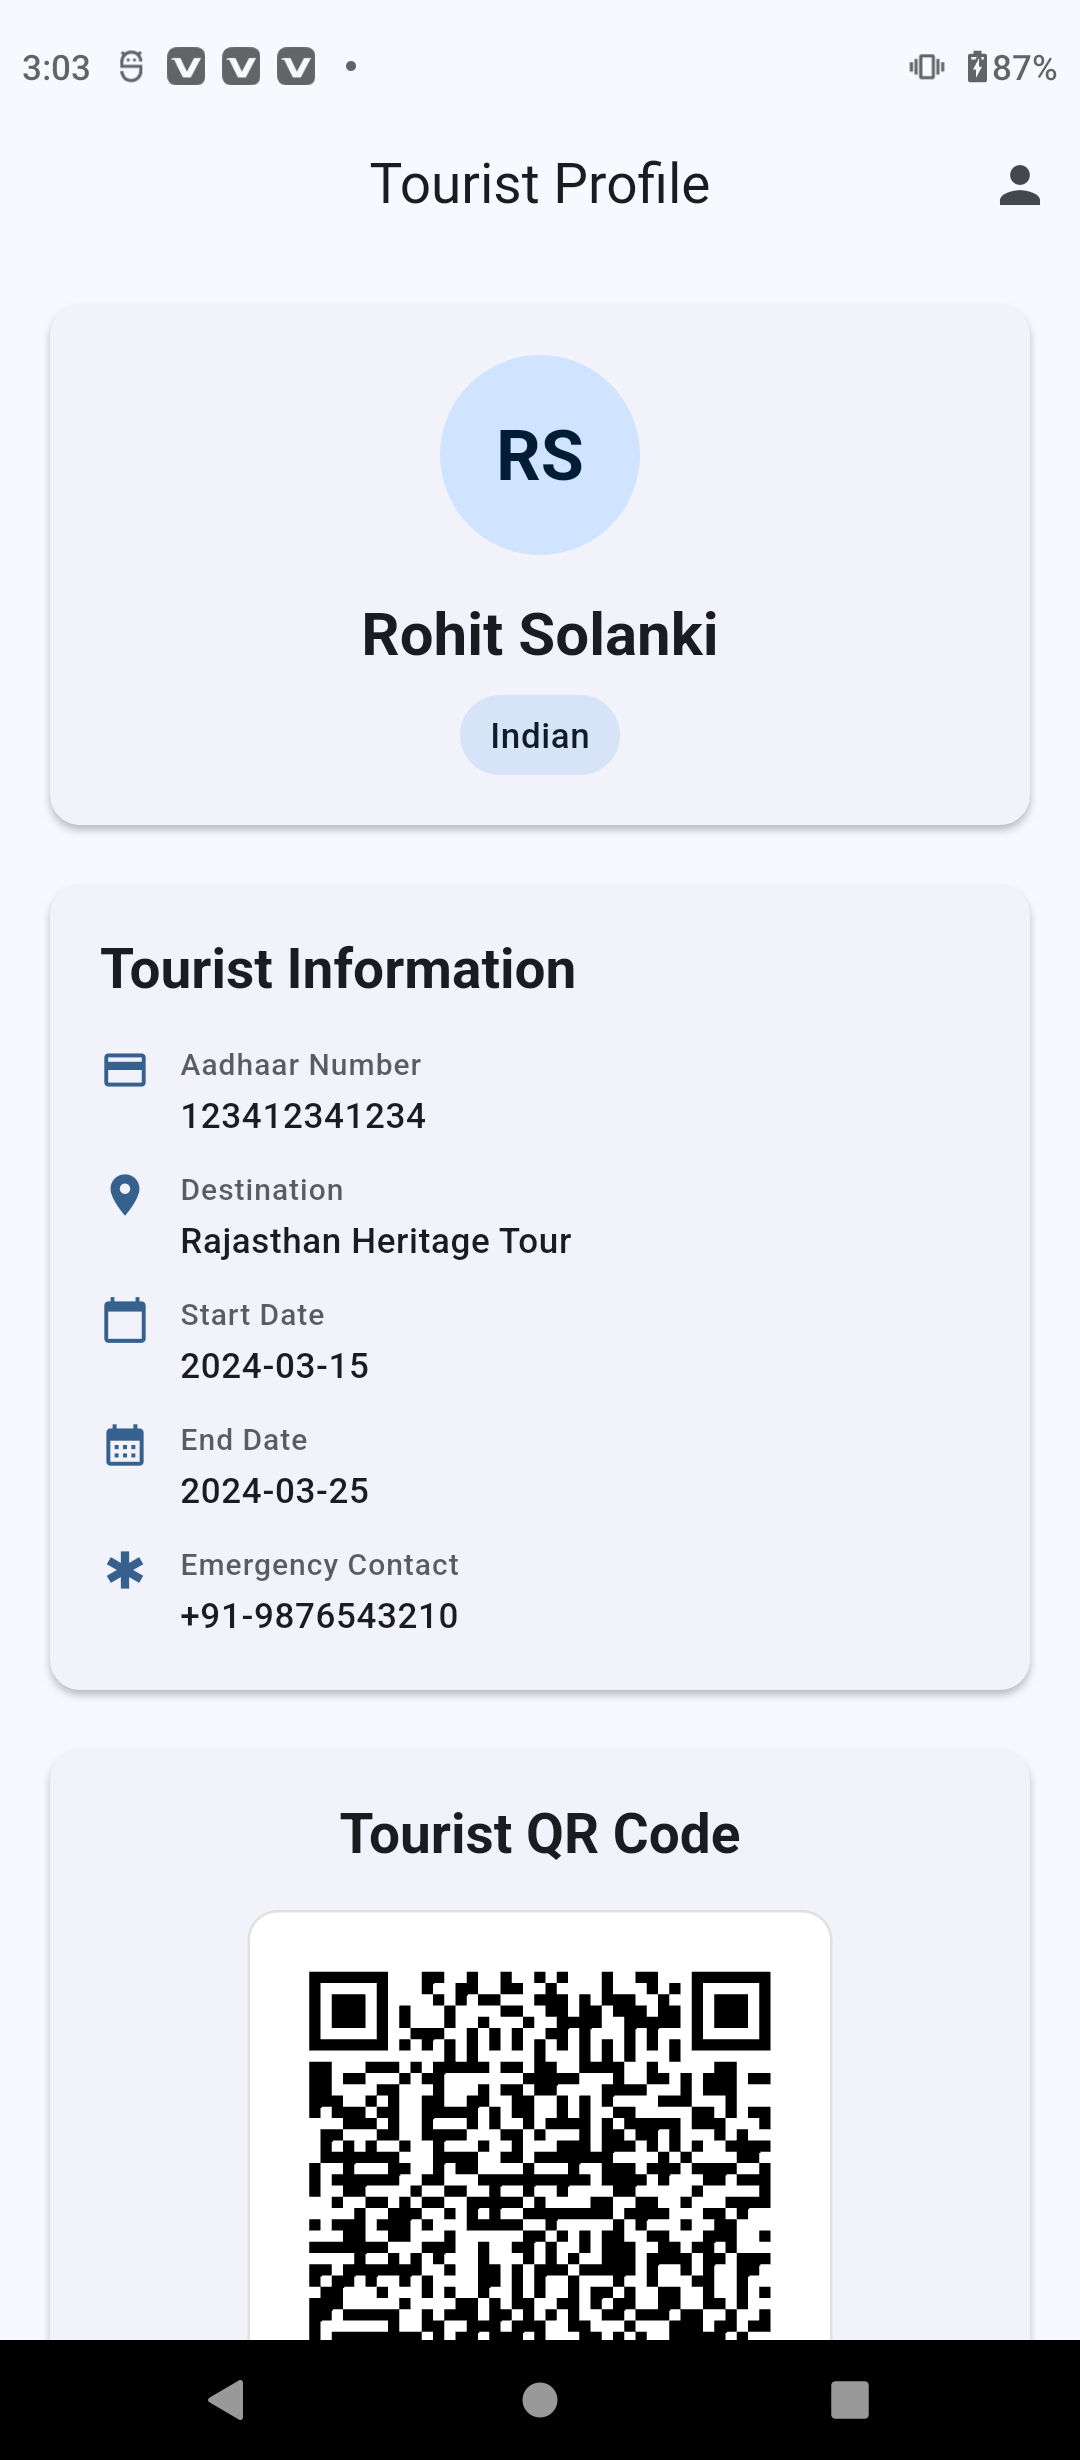 3:03
87%
Tourist Profile
RS
Rohit Solanki
Indian
Tourist Information
Aadhaar Number
123412341234
Destination
Rajasthan Heritage Tour
Start Date
2024-03-15
End Date
2024-03-25
Emergency Contact
+91-9876543210
Tourist QR Code